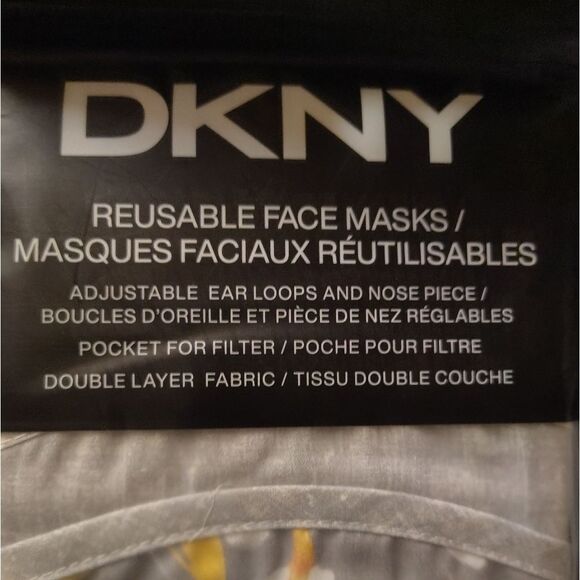 DKNY
REUSABLE FACE MASKS /
MASQUES FACIAUX RÉUTILISABLES
ADJUSTABLE EAR LOOPS AND NOSE PIECE /
BOUCLES D'OREILLE ET PIÈCE DE NEZ RÉGLABLES
POCKET FOR FILTER / POCHE POUR FILTRE
DOUBLE LAYER FABRIC / TISSU DOUBLE COUCHE